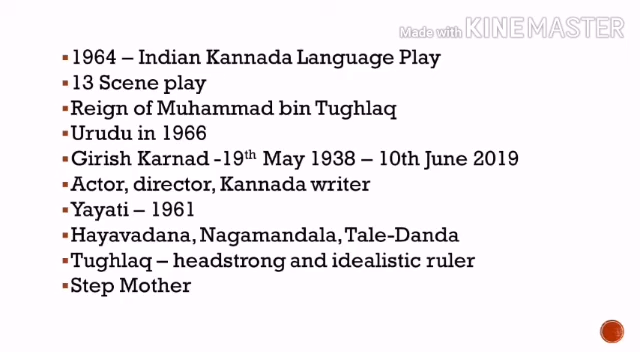 Made with KINEMASTER
▪1964 – Indian Kannada Language Play
▪13 Scene play
▪Reign of Muhammad bin Tughlaq
▪Urudu in 1966
▪Girish Karnad -19th May 1938 – 10th June 2019
▪Actor, director, Kannada writer
▪Yayati – 1961
▪Hayavadana, Nagamandala, Tale-Danda
▪Tughlaq – headstrong and idealistic ruler
▪Step Mother